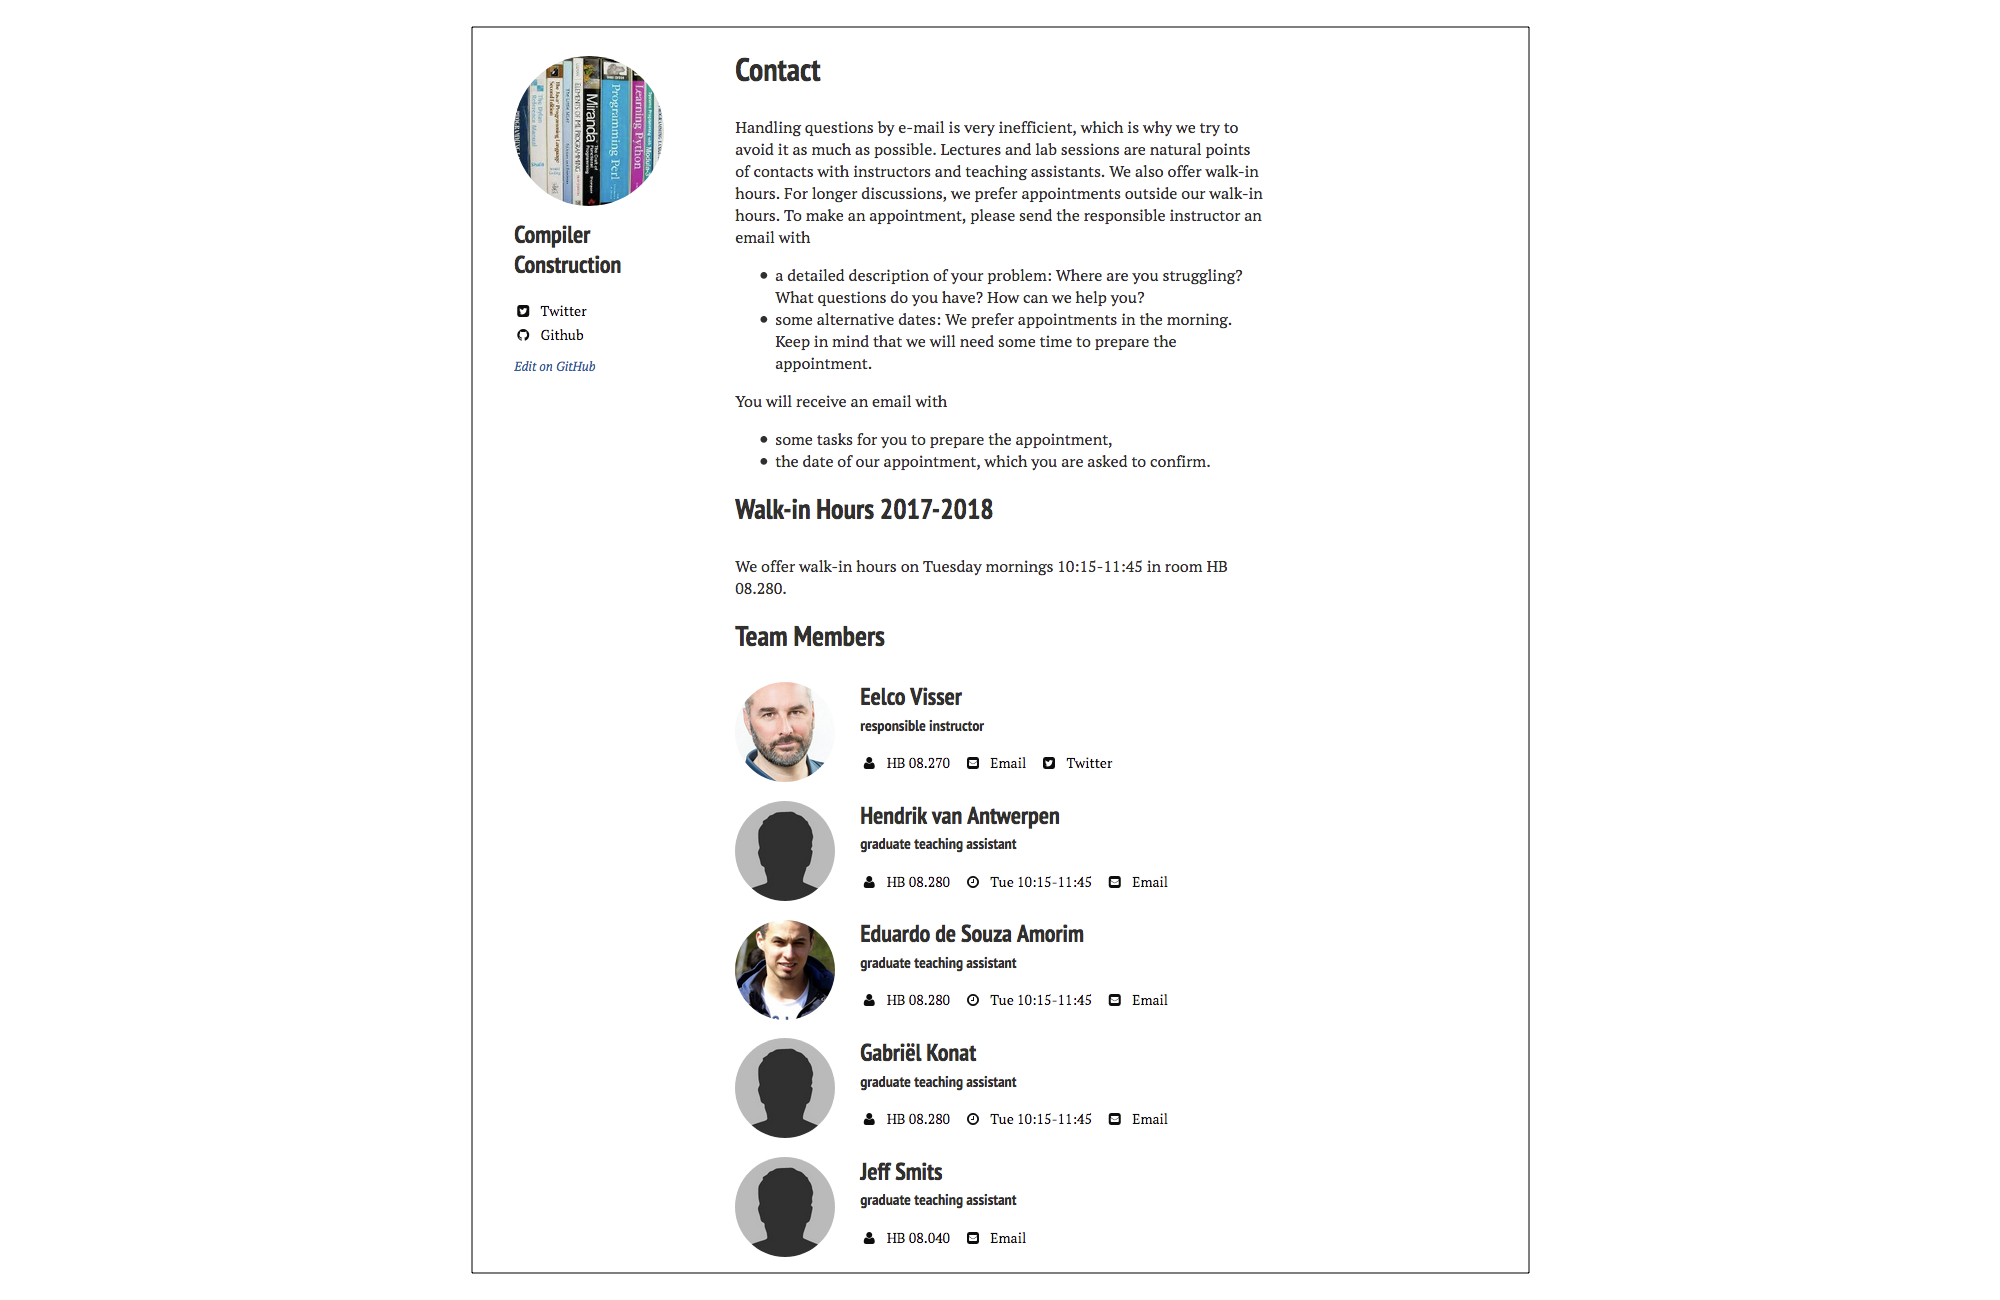 Programming Perl
Learning Python
Miranda
ELEMENTS OF ML PROGRAMMING
Compiler
Construction
Twitter
Github
Edit on GitHub
Contact
Handling questions by e-mail is very inefficient, which is why we try to
avoid it as much as possible. Lectures and lab sessions are natural points
of contacts with instructors and teaching assistants. We also offer walk-in
hours. For longer discussions, we prefer appointments outside our walk-in
hours. To make an appointment, please send the responsible instructor an
email with
a detailed description of your problem: Where are you struggling?
What questions do you have? How can we help you?
some alternative dates: We prefer appointments in the morning.
Keep in mind that we will need some time to prepare the
appointment.
You will receive an email with
some tasks for you to prepare the appointment,
the date of our appointment, which you are asked to confirm.
Walk-in Hours 2017-2018
We offer walk-in hours on Tuesday mornings 10:15-11:45 in room HB
08.280.
Team Members
Eelco Visser
responsible instructor
HB 08.270 Email Twitter
Hendrik van Antwerpen
graduate teaching assistant
HB 08.280 Tue 10:15-11:45 Email
Eduardo de Souza Amorim
graduate teaching assistant
HB 08.280 Tue 10:15-11:45 Email
Gabriël Konat
graduate teaching assistant
HB 08.280 Tue 10:15-11:45 Email
Jeff Smits
graduate teaching assistant
HB 08.040 Email